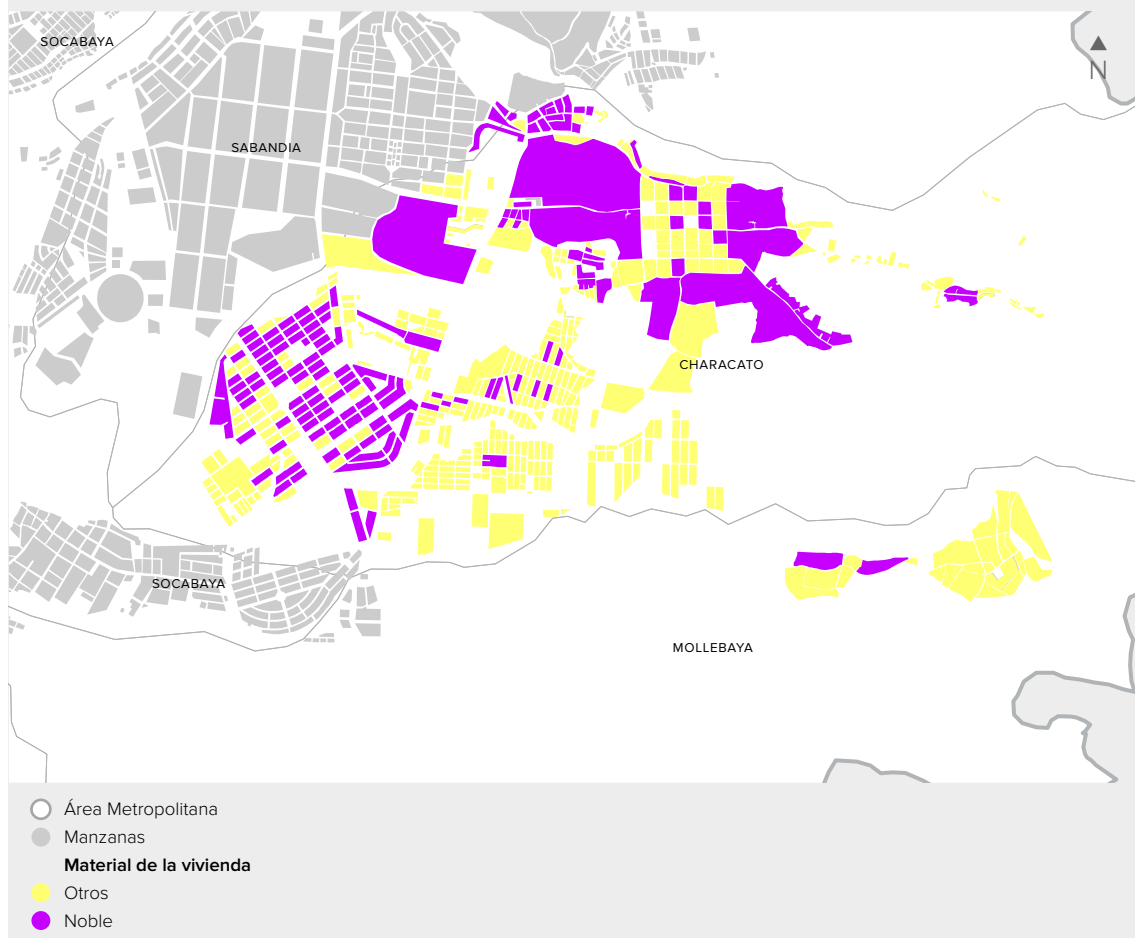 SOCABAYA
N
SABANDIA
CHARACATO
SOCABAYA
MOLLEBAYA
Área Metropolitana
Manzanas
Material de la vivienda
Otros
Noble